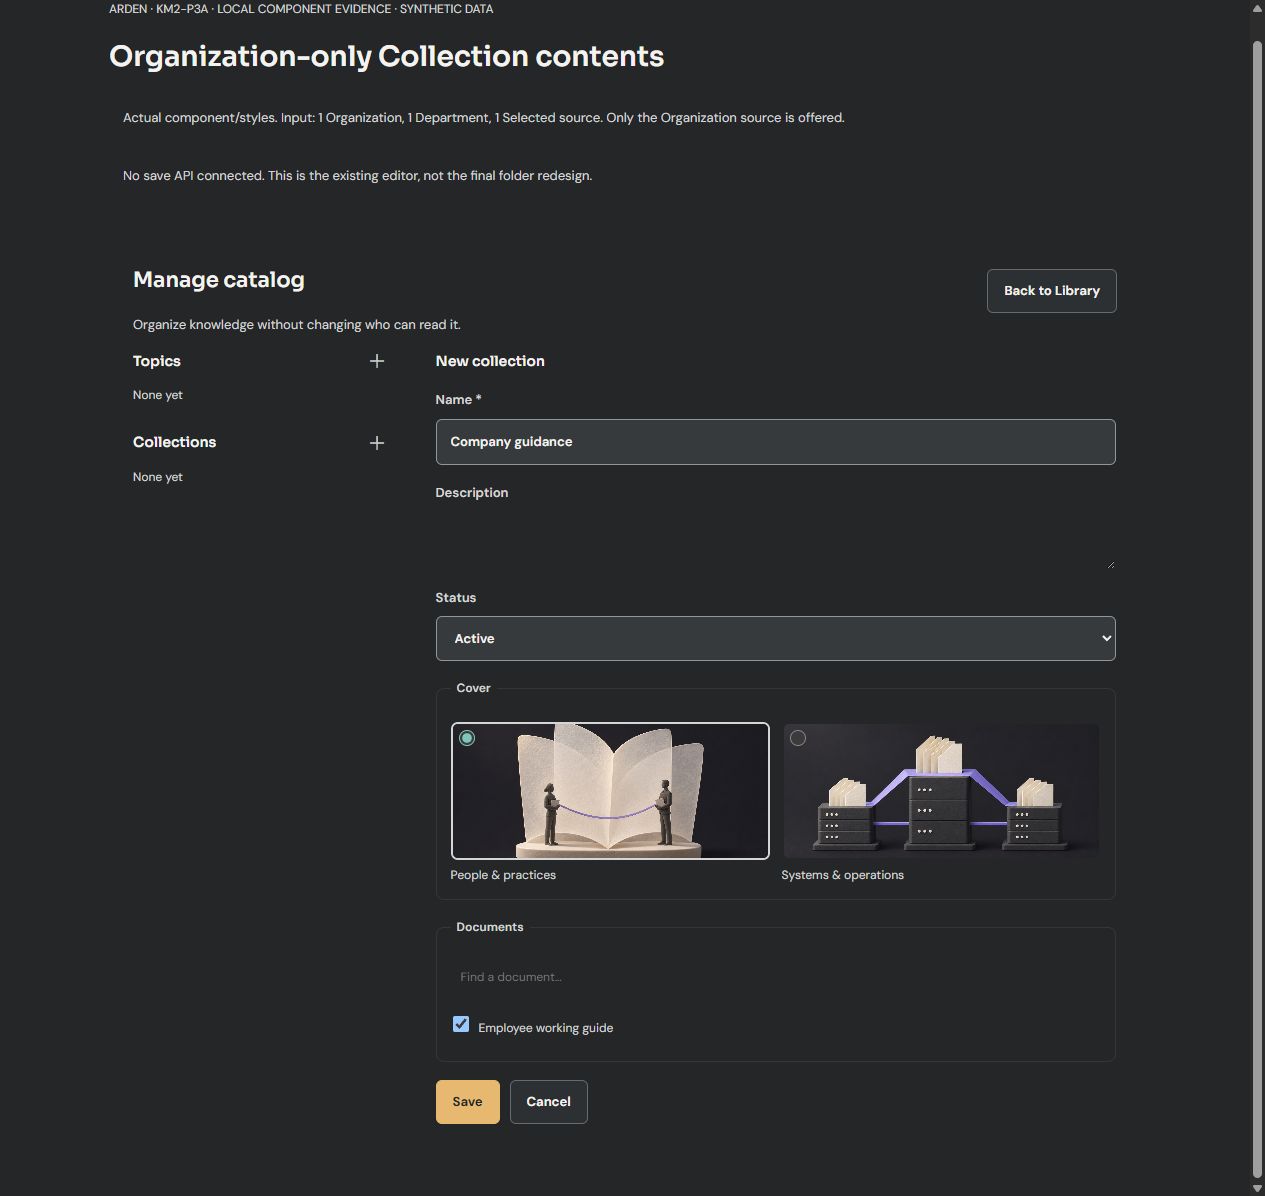 ARDEN · KM2-P3A · LOCAL COMPONENT EVIDENCE · SYNTHETIC DATA
Organization-only Collection contents
Actual component/styles. Input: 1 Organization, 1 Department, 1 Selected source. Only the Organization source is offered.
No save API connected. This is the existing editor, not the final folder redesign.
Manage catalog
Back to Library
Organize knowledge without changing who can read it.
Topics
None yet
Collections
None yet
New collection
Name *
Company guidance
Description
Status
Active
Cover
People & practices
Systems & operations
Documents
Find a document…
Employee working guide
Save
Cancel